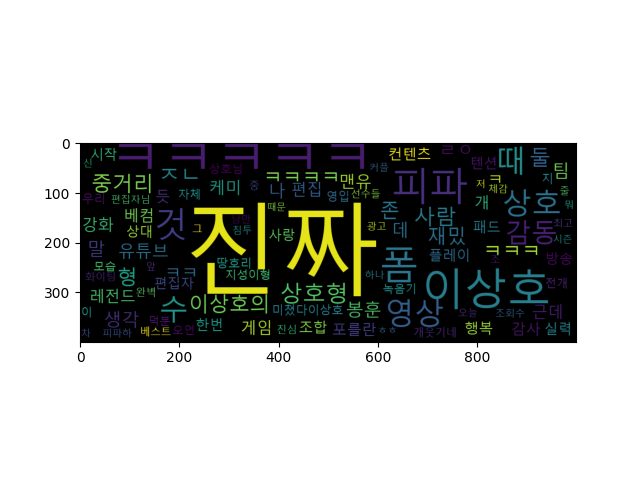 0
100
200
300
0 200 400 600 800
ㅋㅋㅋㅋㅋㅋ
시작
신
ㅈㄴ
상호님
컨텐츠
ㄹㅇ
때
둘
중거리
듯
케미
ㅋㅋㅋㅋ
나 편집
맨유
커플
텐션
팀
우리
편집자님
자체
영입
선수들
피파
저
체감
ㅋ
지
줄
뭐
강화
베컴
상대
것
진짜
때문
광고
존
사람
개
상호
침투
사랑
데
재밌
패드
감동
최고
시즌
말
유튜브
폼
플레이
ㅋㅋㅋ
모습
화이팅
형
앞
ㅋㅋ
편집자
땅호리
지성이형
하나
녹음기
이상호
방송
전개
레전드
완벽
수
이상호의
상호형
미쳤다이상호
봉훈
영상
오늘
조회수
근데
이
차
생각
피파하
덕분
베스트
오언
한번
게임
진심
조합
포를란
ㅎㅎ
개웃기네
행복
감사
실력